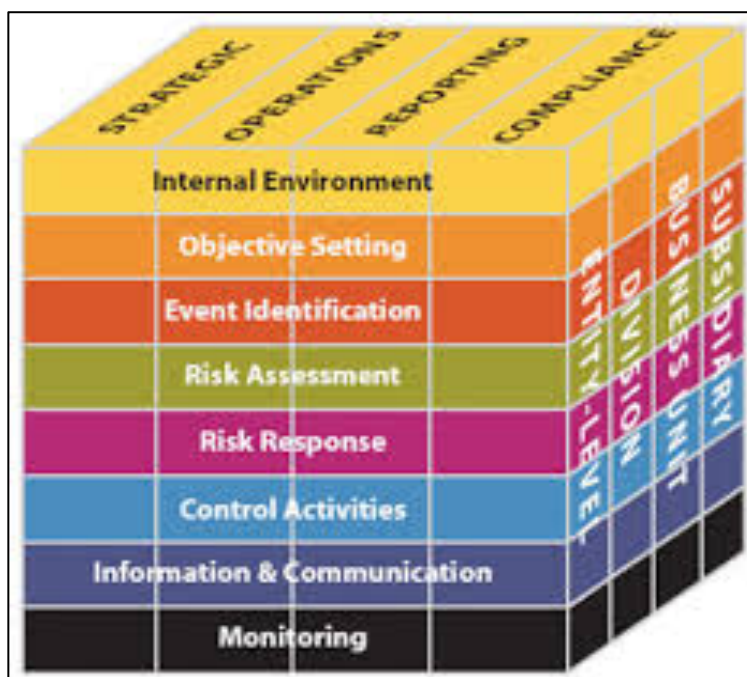 STRATEGIC
OPERATIONS
REPORTING
COMPLIANCE
Internal Environment
Objective Setting
Event Identification
Risk Assessment
Risk Response
Control Activities
Information & Communication
Monitoring
ENTITY-LEVEL
DIVISION
BUSINESS UNIT
SUBSIDIARY